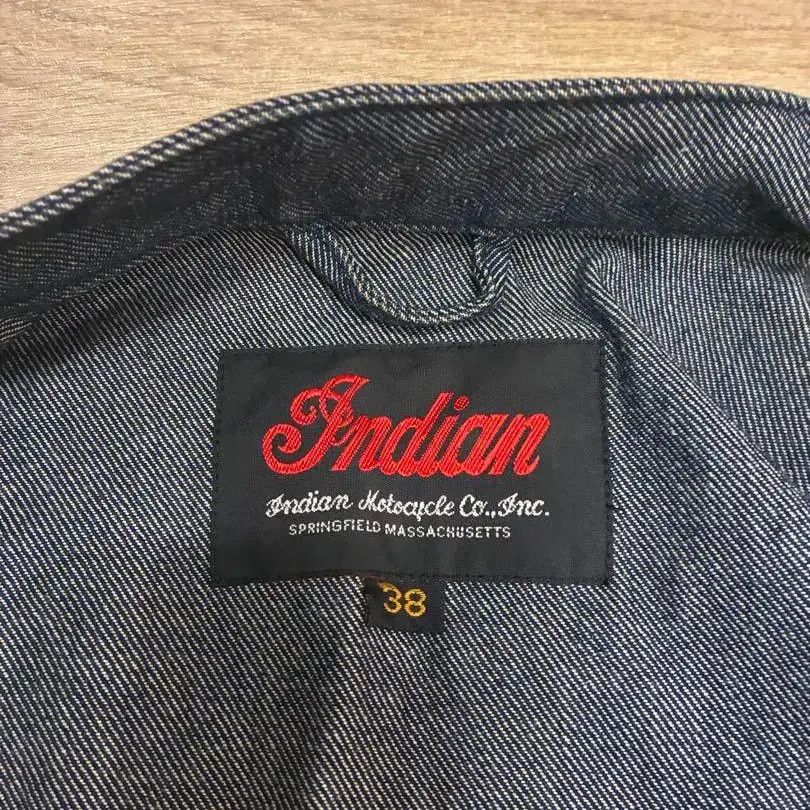 Indian
Indian Motocycle Co., Inc.
SPRINGFIELD MASSACHUSETTS
38